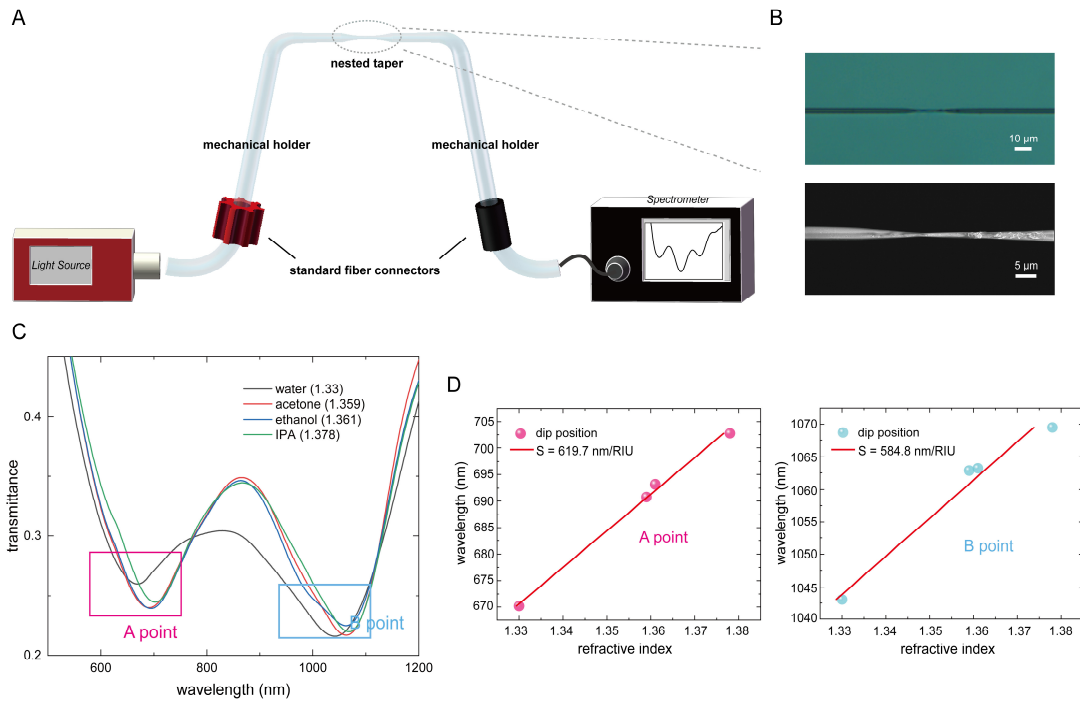 A
B
nested taper
mechanical holder
mechanical holder
10 μm
Spectrometer
Light Source
standard fiber connectors
5 μm
C
water (1.33)
acetone (1.359)
ethanol (1.361)
IPA (1.378)
0.4
0.3
0.2
transmittance
A point
B point
600
800
1000
1200
wavelength (nm)
D
705
700
695
690
685
680
675
670
wavelength (nm)
dip position
S = 619.7 nm/RIU
A point
1.33
1.34
1.35
1.36
1.37
1.38
refractive index
1070
1065
1060
1055
1050
1045
1040
wavelength (nm)
dip position
S = 584.8 nm/RIU
B point
1.33
1.34
1.35
1.36
1.37
1.38
refractive index